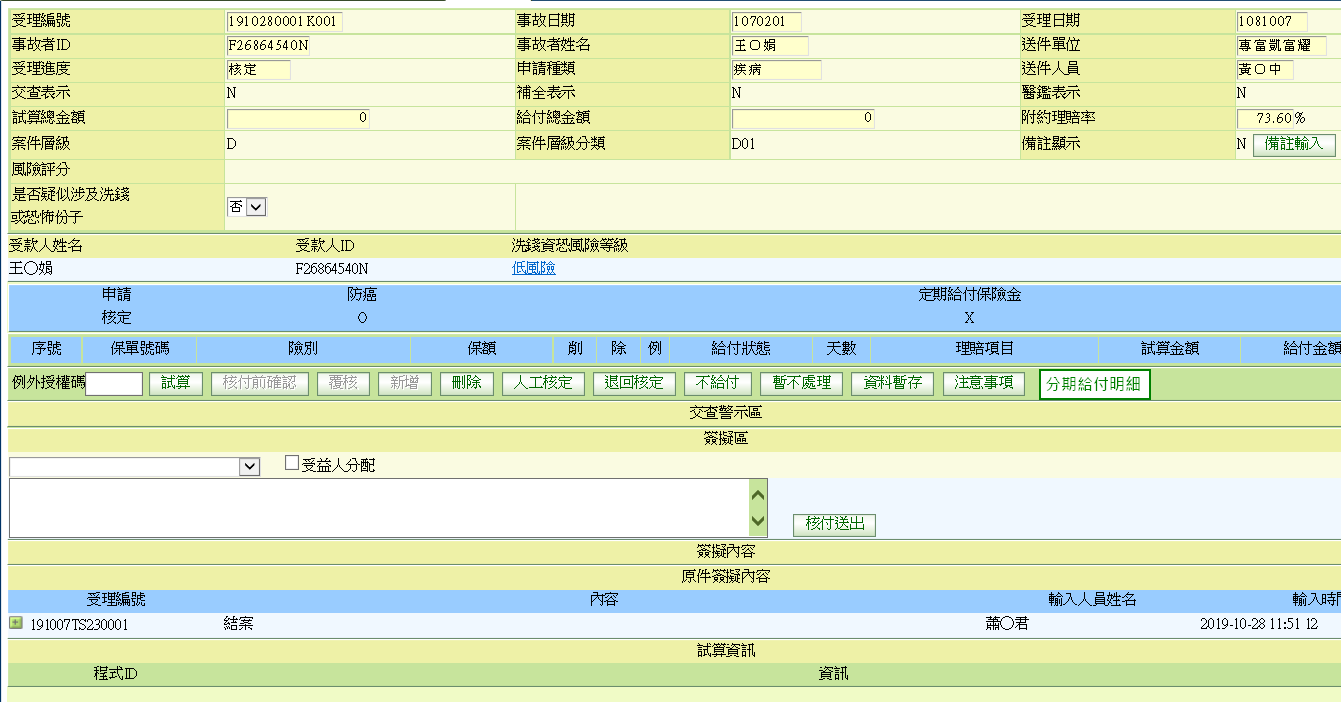 受理編號 1910280001K001 事故日期 1070201 受理日期 1081007
事故者ID F26864540N 事故者姓名 王〇娟 送件單位 專富凱富耀
受理進度 核定 申請種類 疾病 送件人員 黃〇中
交查表示 N 補全表示 N 醫鑑表示 N
試算總金額 0 給付總金額 0 附約理賠率 73.60%
案件層級 D 案件層級分類 D01 備註顯示 N 備註輸入
風險評分
是否疑似涉及洗錢
或恐怖份子 否
受款人姓名 受款人ID 洗錢資恐風險等級
王〇娟 F26864540N 低風險
申請 防癌 定期給付保險金
核定 O X
序號 保單號碼 險別 保額 削 除 例 給付狀態 天數 理賠項目 試算金額 給付金額
例外授權碼 試算 核付前確認 覆核 新增 刪除 人工核定 退回核定 不給付 暫不處理 資料暫存 注意事項 分期給付明細
交查警示區
簽擬區
受益人分配
核付送出
簽擬內容
原件簽擬內容
受理編號 內容 輸入人員姓名 輸入時
191007TS230001 結案 蕭〇君 2019-10-28 11:51 12
試算資訊
程式ID 資訊